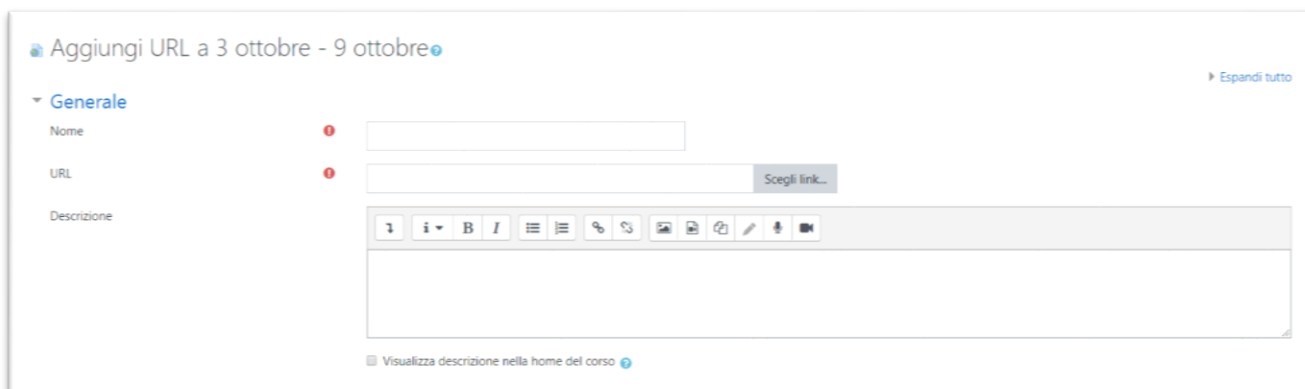 Aggiungi URL a 3 ottobre - 9 ottobre
Espandi tutto
Generale
Nome
URL
Scegli link...
Descrizione
i B I
Visualizza descrizione nella home del corso